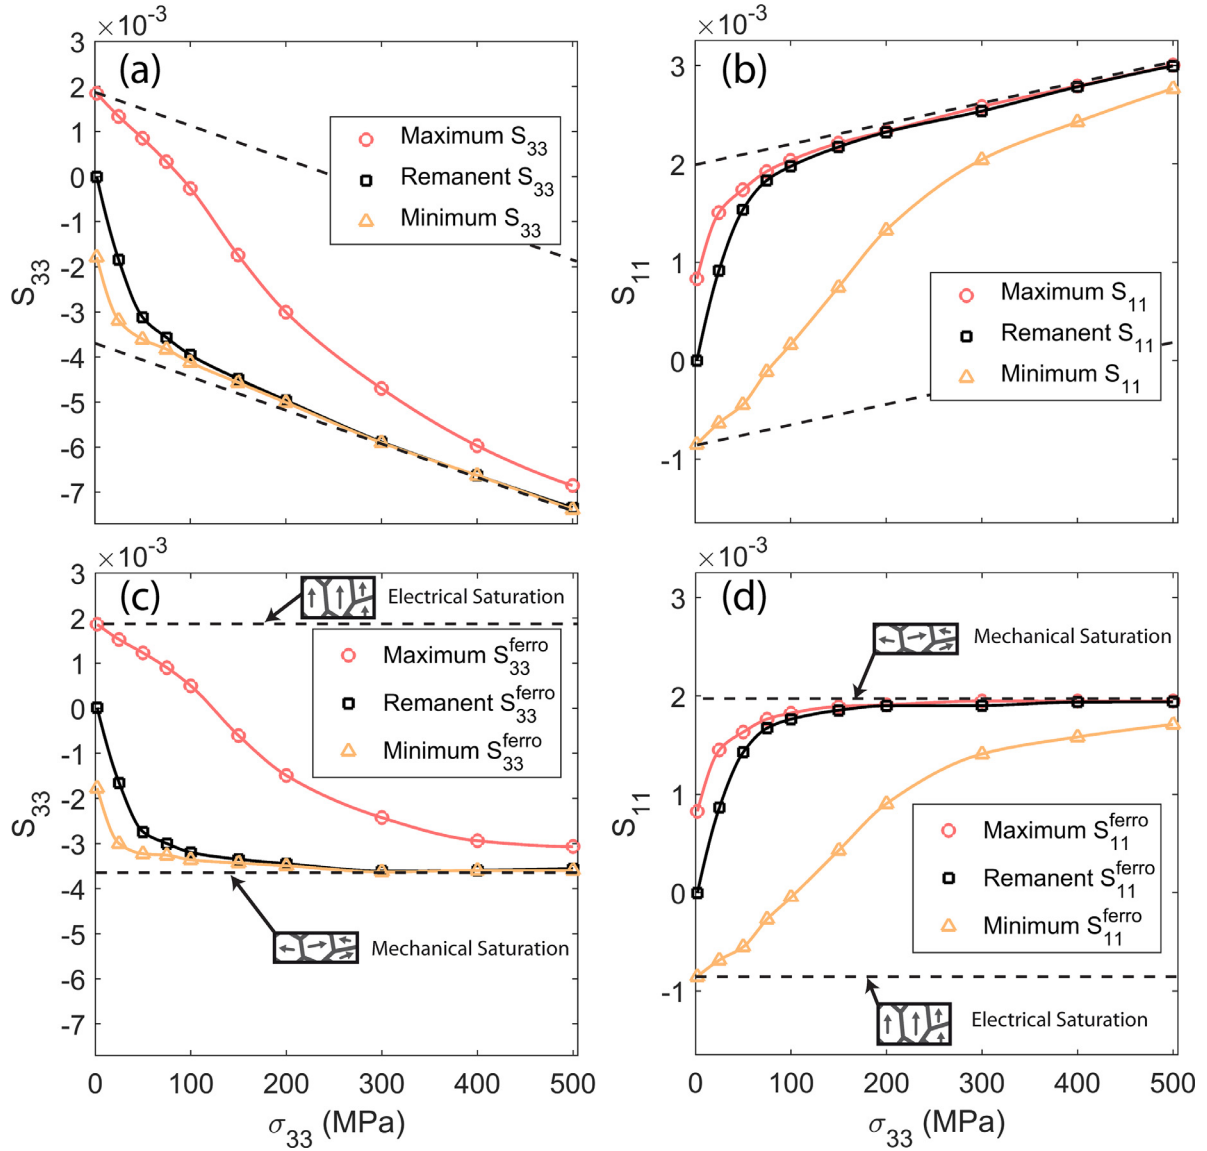 ×10⁻³
(a)
3
2
1
0
-1
-2
-3
-4
-5
-6
-7
S₃₃
Maximum S₃₃
Remanent S₃₃
Minimum S₃₃
×10⁻³
(b)
3
2
1
0
-1
S₁₁
Maximum S₁₁
Remanent S₁₁
Minimum S₁₁
×10⁻³
(c)
3
2
1
0
-1
-2
-3
-4
-5
-6
-7
S₃₃
Electrical Saturation
Maximum S₃₃^ferro
Remanent S₃₃^ferro
Minimum S₃₃^ferro
Mechanical Saturation
0 100 200 300 400 500
σ₃₃ (MPa)
×10⁻³
(d)
3
2
1
0
-1
S₁₁
Mechanical Saturation
Maximum S₁₁^ferro
Remanent S₁₁^ferro
Minimum S₁₁^ferro
Electrical Saturation
0 100 200 300 400 500
σ₃₃ (MPa)